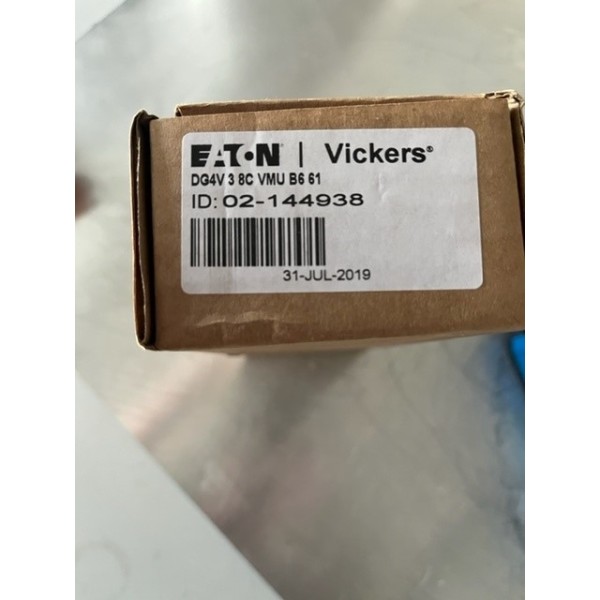 EATON | Vickers®
DG4V 3 8C VMU B6 61
ID: 02-144938
31-JUL-2019